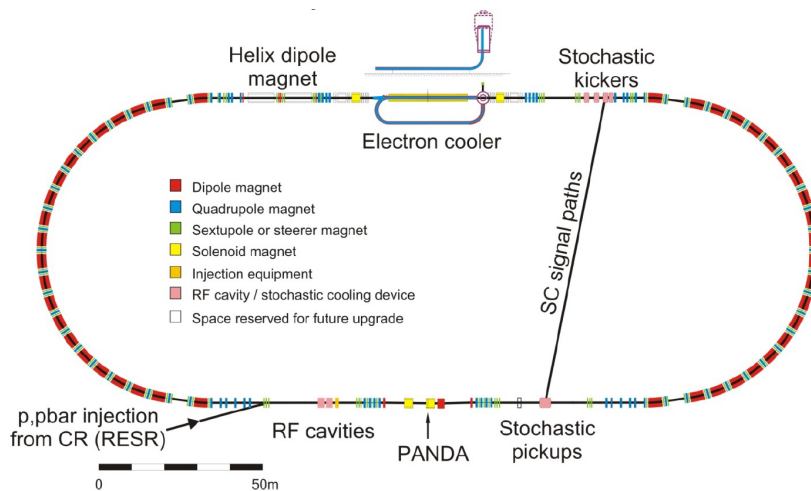 Helix dipole
magnet
Stochastic
kickers
Electron cooler
Dipole magnet
Quadrupole magnet
Sextupole or steerer magnet
Solenoid magnet
Injection equipment
RF cavity / stochastic cooling device
Space reserved for future upgrade
SC signal paths
p,pbar injection
from CR (RESR)
RF cavities
PANDA
Stochastic
pickups
0
50m